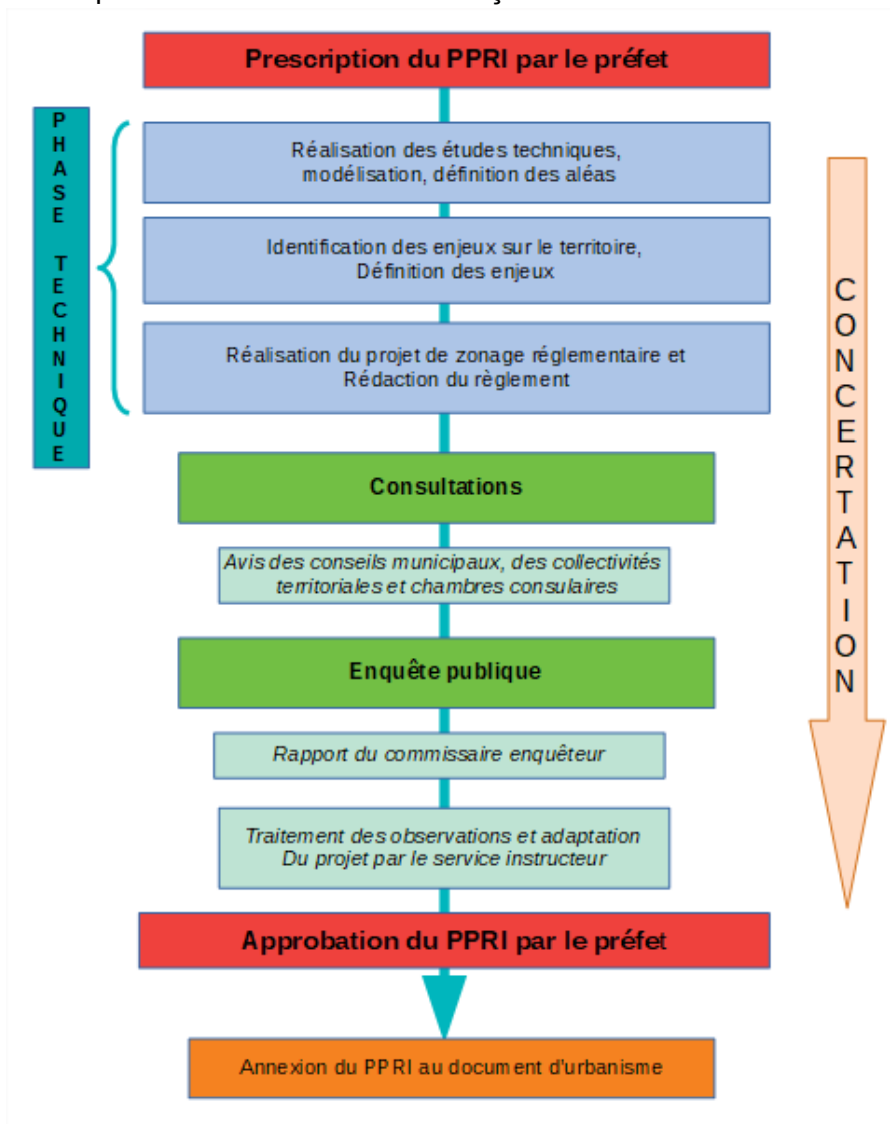 Prescription du PPRI par le préfet
PHASE TECHNIQUE
Réalisation des études techniques,
modélisation, définition des aléas
Identification des enjeux sur le territoire,
Définition des enjeux
Réalisation du projet de zonage réglementaire et
Rédaction du règlement
CONCERTATION
Consultations
Avis des conseils municipaux, des collectivités
territoriales et chambres consulaires
Enquête publique
Rapport du commissaire enquêteur
Traitement des observations et adaptation
Du projet par le service instructeur
Approbation du PPRI par le préfet
Annexion du PPRI au document d'urbanisme